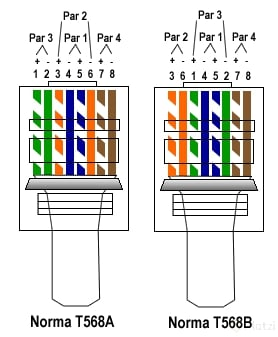 Par 2
Par 3 Par 1 Par 4
+ - + - + - + -
1 2 3 4 5 6 7 8
Norma T568A
Par 3
Par 2 Par 1 Par 4
+ - + - + - + -
3 6 1 4 5 2 7 8
Norma T568B